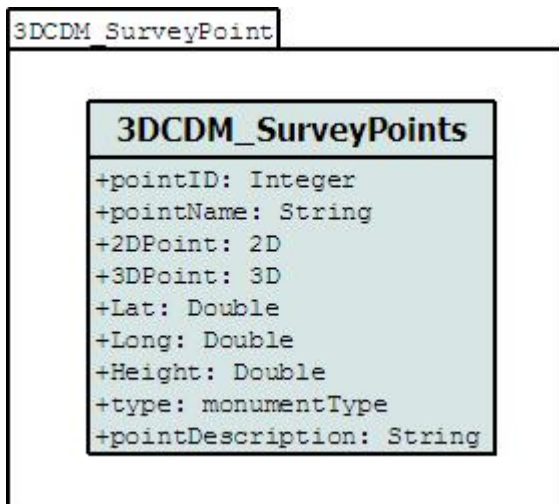 3DCDM_SurveyPoint
3DCDM_SurveyPoints
+pointID: Integer
+pointName: String
+2DPoint: 2D
+3DPoint: 3D
+Lat: Double
+Long: Double
+Height: Double
+type: monumentType
+pointDescription: String